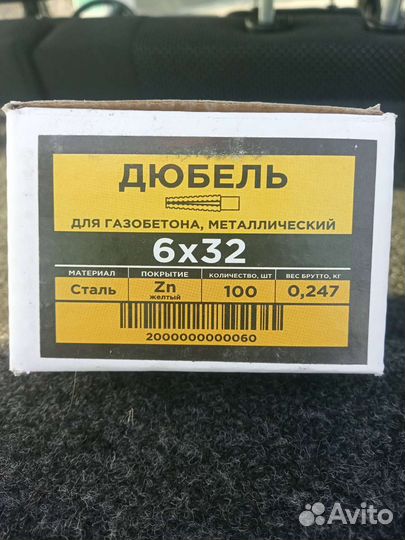 ДЮБЕЛЬ
ДЛЯ ГАЗОБЕТОНА, МЕТАЛЛИЧЕСКИЙ
6х32
МАТЕРИАЛ ПОКРЫТИЕ КОЛИЧЕСТВО, ШТ ВЕС БРУТТО, КГ
Сталь Zn желтый 100 0,247
2000000000060
Avito